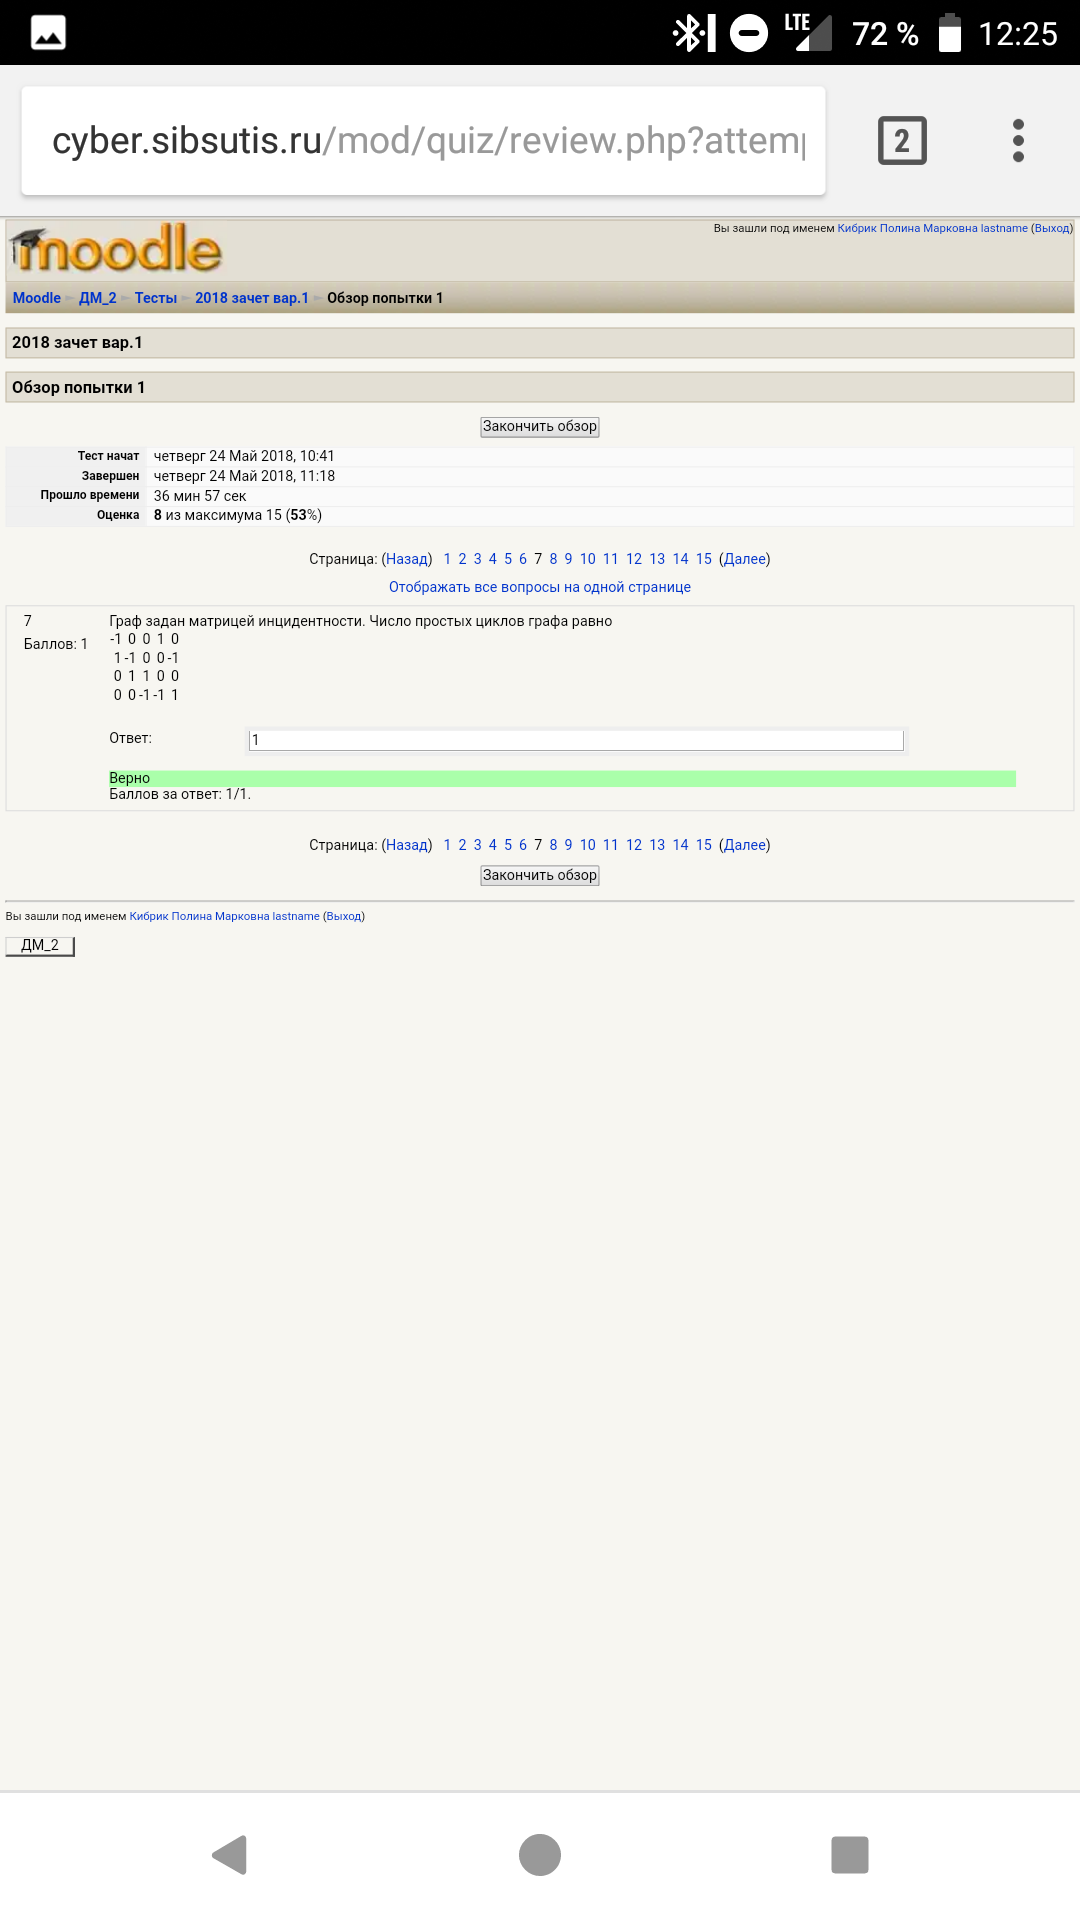 LTE 72 % 12:25
cyber.sibsutis.ru/mod/quiz/review.php?attem
2
moodle
Вы зашли под именем Кибрик Полина Марковна lastname (Выход)
Moodle ► ДМ_2 ► Тесты ► 2018 зачет вар.1 ► Обзор попытки 1
2018 зачет вар.1
Обзор попытки 1
Закончить обзор
Тест начат четверг 24 Май 2018, 10:41
Завершен четверг 24 Май 2018, 11:18
Прошло времени 36 мин 57 сек
Оценка 8 из максимума 15 (53%)
Страница: (Назад) 1 2 3 4 5 6 7 8 9 10 11 12 13 14 15 (Далее)
Отображать все вопросы на одной странице
7
Баллов: 1
Граф задан матрицей инцидентности. Число простых циклов графа равно
-1 0 0 1 0
1 -1 0 0 -1
0 1 1 0 0
0 0 -1 -1 1
Ответ: 1
Верно
Баллов за ответ: 1/1.
Страница: (Назад) 1 2 3 4 5 6 7 8 9 10 11 12 13 14 15 (Далее)
Закончить обзор
Вы зашли под именем Кибрик Полина Марковна lastname (Выход)
ДМ_2